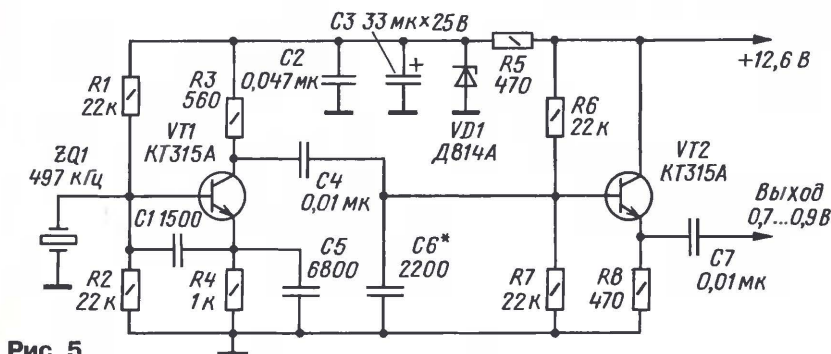 C3 33 мк×25 В
C2
0,047 мк
+
R5
470
+12,6 В
R1
22 к
R3
560
VT1
КТ315А
VD1
Д814А
R6
22 к
VT2
КТ315А
ZQ1
497 кГц
C4
0,01 мк
Выход
0,7...0,9 В
C1 1500
C5
6800
C6*
2200
C7
0,01 мк
R2
22 к
R4
1 к
R7
22 к
R8
470
Рис. 5